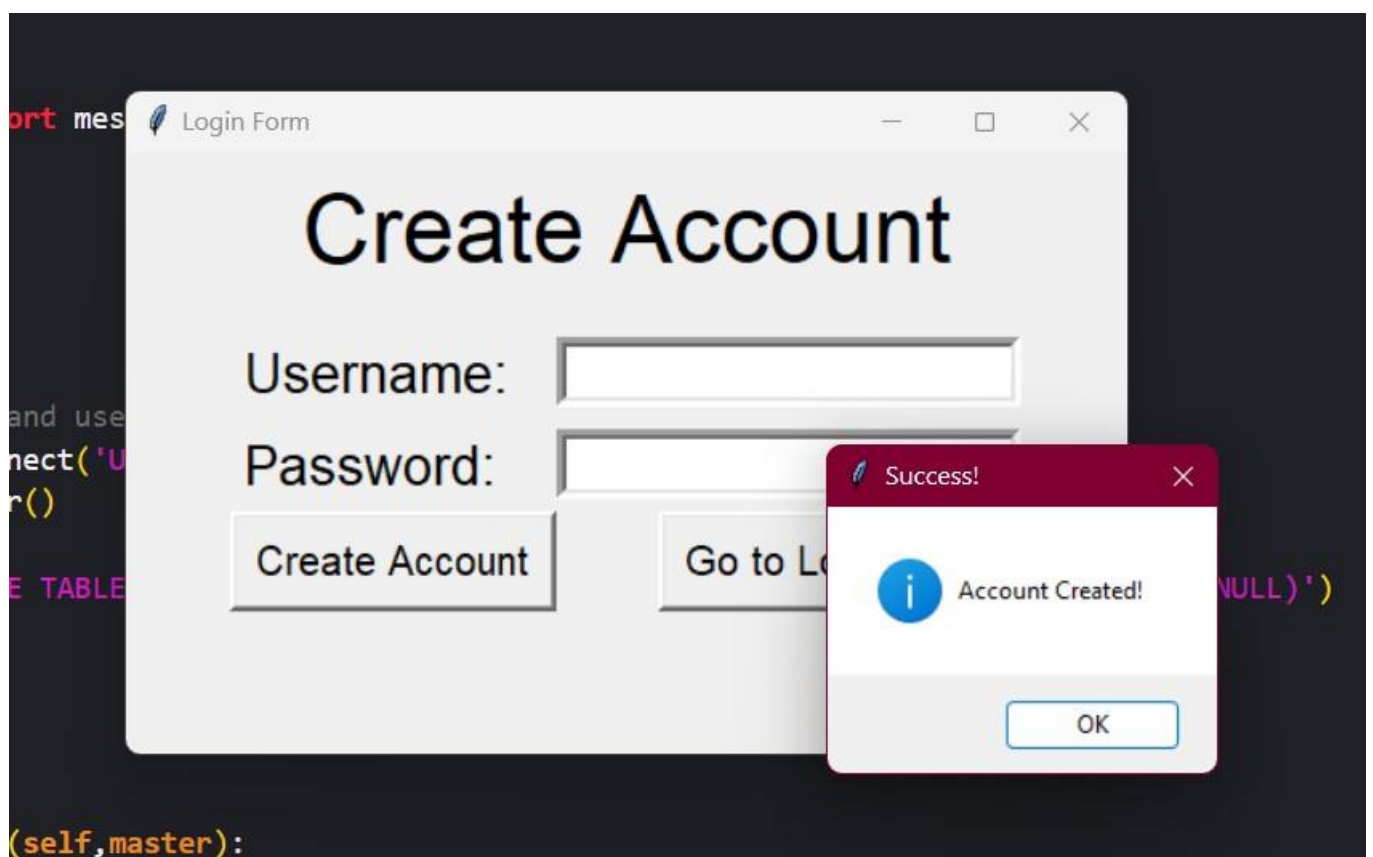 ort mes
Login Form
Create Account
Username:
and use
nect('U
Password:
r()
Success!
Create Account
Go to Lo
Account Created!
E TABLE
NULL)')
OK
(self,master):